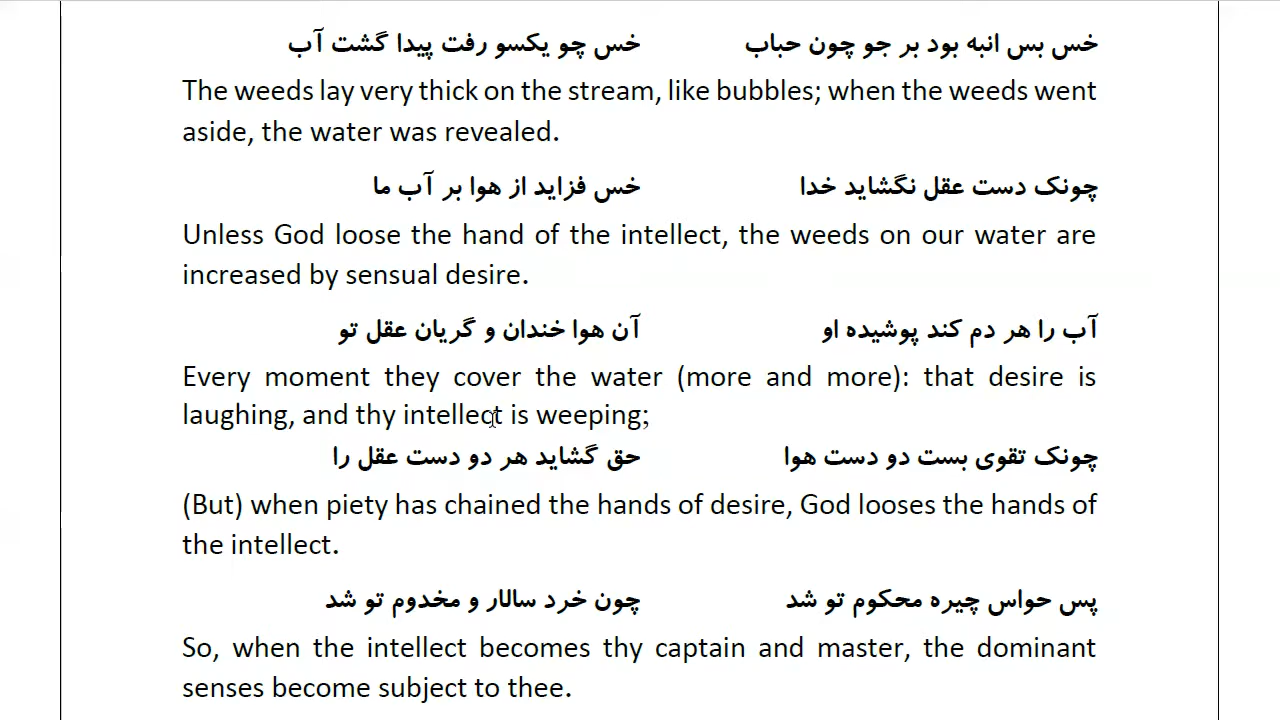 خس بس انبه بود بر جو چون حباب خس چو یکسو رفت پیدا گشت آب
The weeds lay very thick on the stream, like bubbles; when the weeds went
aside, the water was revealed.
چونک دست عقل نگشاید خدا خس فزاید از هوا بر آب ما
Unless God loose the hand of the intellect, the weeds on our water are
increased by sensual desire.
آب را هر دم کند پوشیده او آن هوا خندان و گریان عقل تو
Every moment they cover the water (more and more): that desire is
laughing, and thy intellect is weeping;
چونک تقوی بست دو دست هوا حق گشاید هر دو دست عقل را
(But) when piety has chained the hands of desire, God looses the hands of
the intellect.
پس حواس چیره محکوم تو شد چون خرد سالار و مخدوم تو شد
So, when the intellect becomes thy captain and master, the dominant
senses become subject to thee.